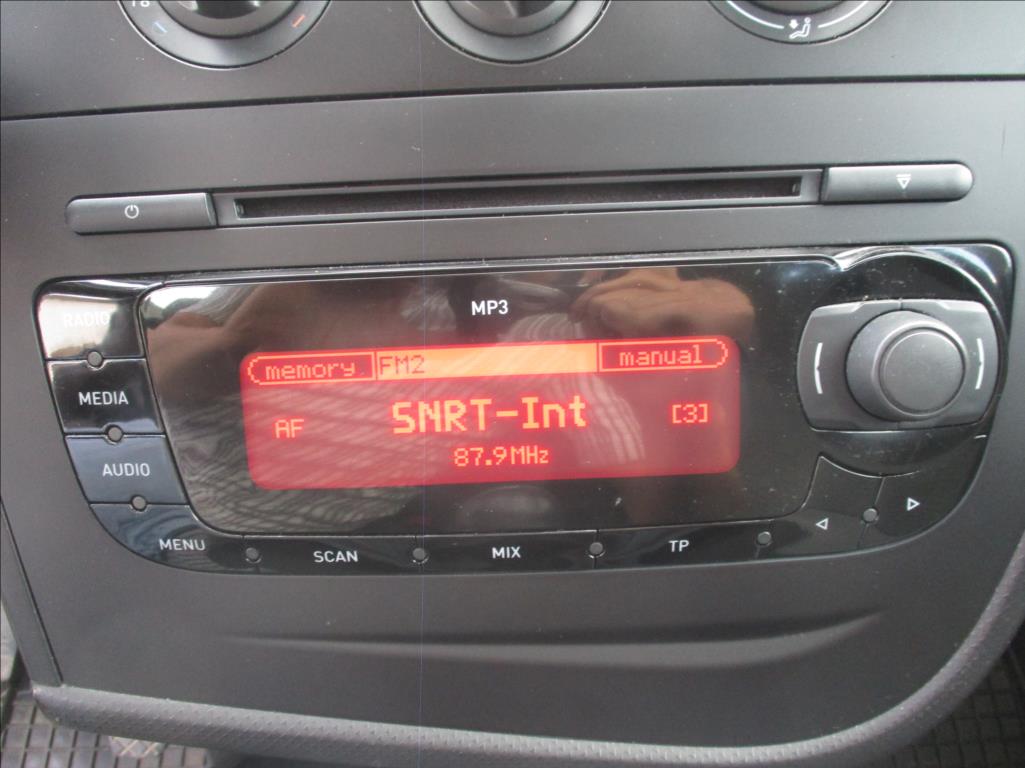 MP3
RADIO
memory FM2 manual
MEDIA
AF SNRT-Int [3]
87.9MHz
AUDIO
MENU SCAN MIX TP